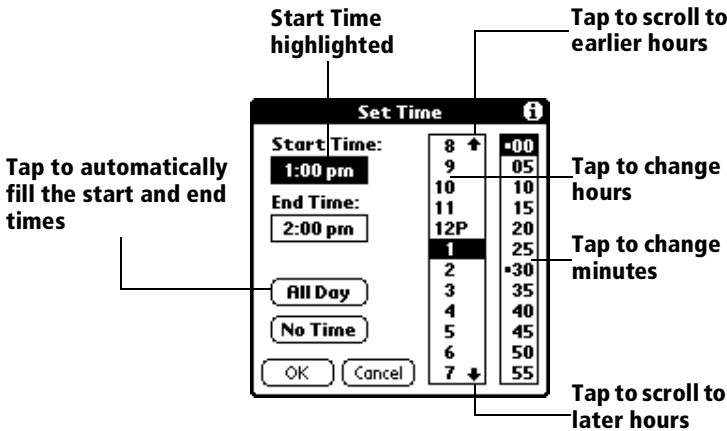 Start Time
highlighted
Tap to scroll to
earlier hours
Set Time
i
Start Time:
1:00 pm
End Time:
2:00 pm
All Day
No Time
OK Cancel
8
9
10
11
12P
1
2
3
4
5
6
7
00
05
10
15
20
25
30
35
40
45
50
55
Tap to automatically
fill the start and end
times
Tap to change
hours
Tap to change
minutes
Tap to scroll to
later hours